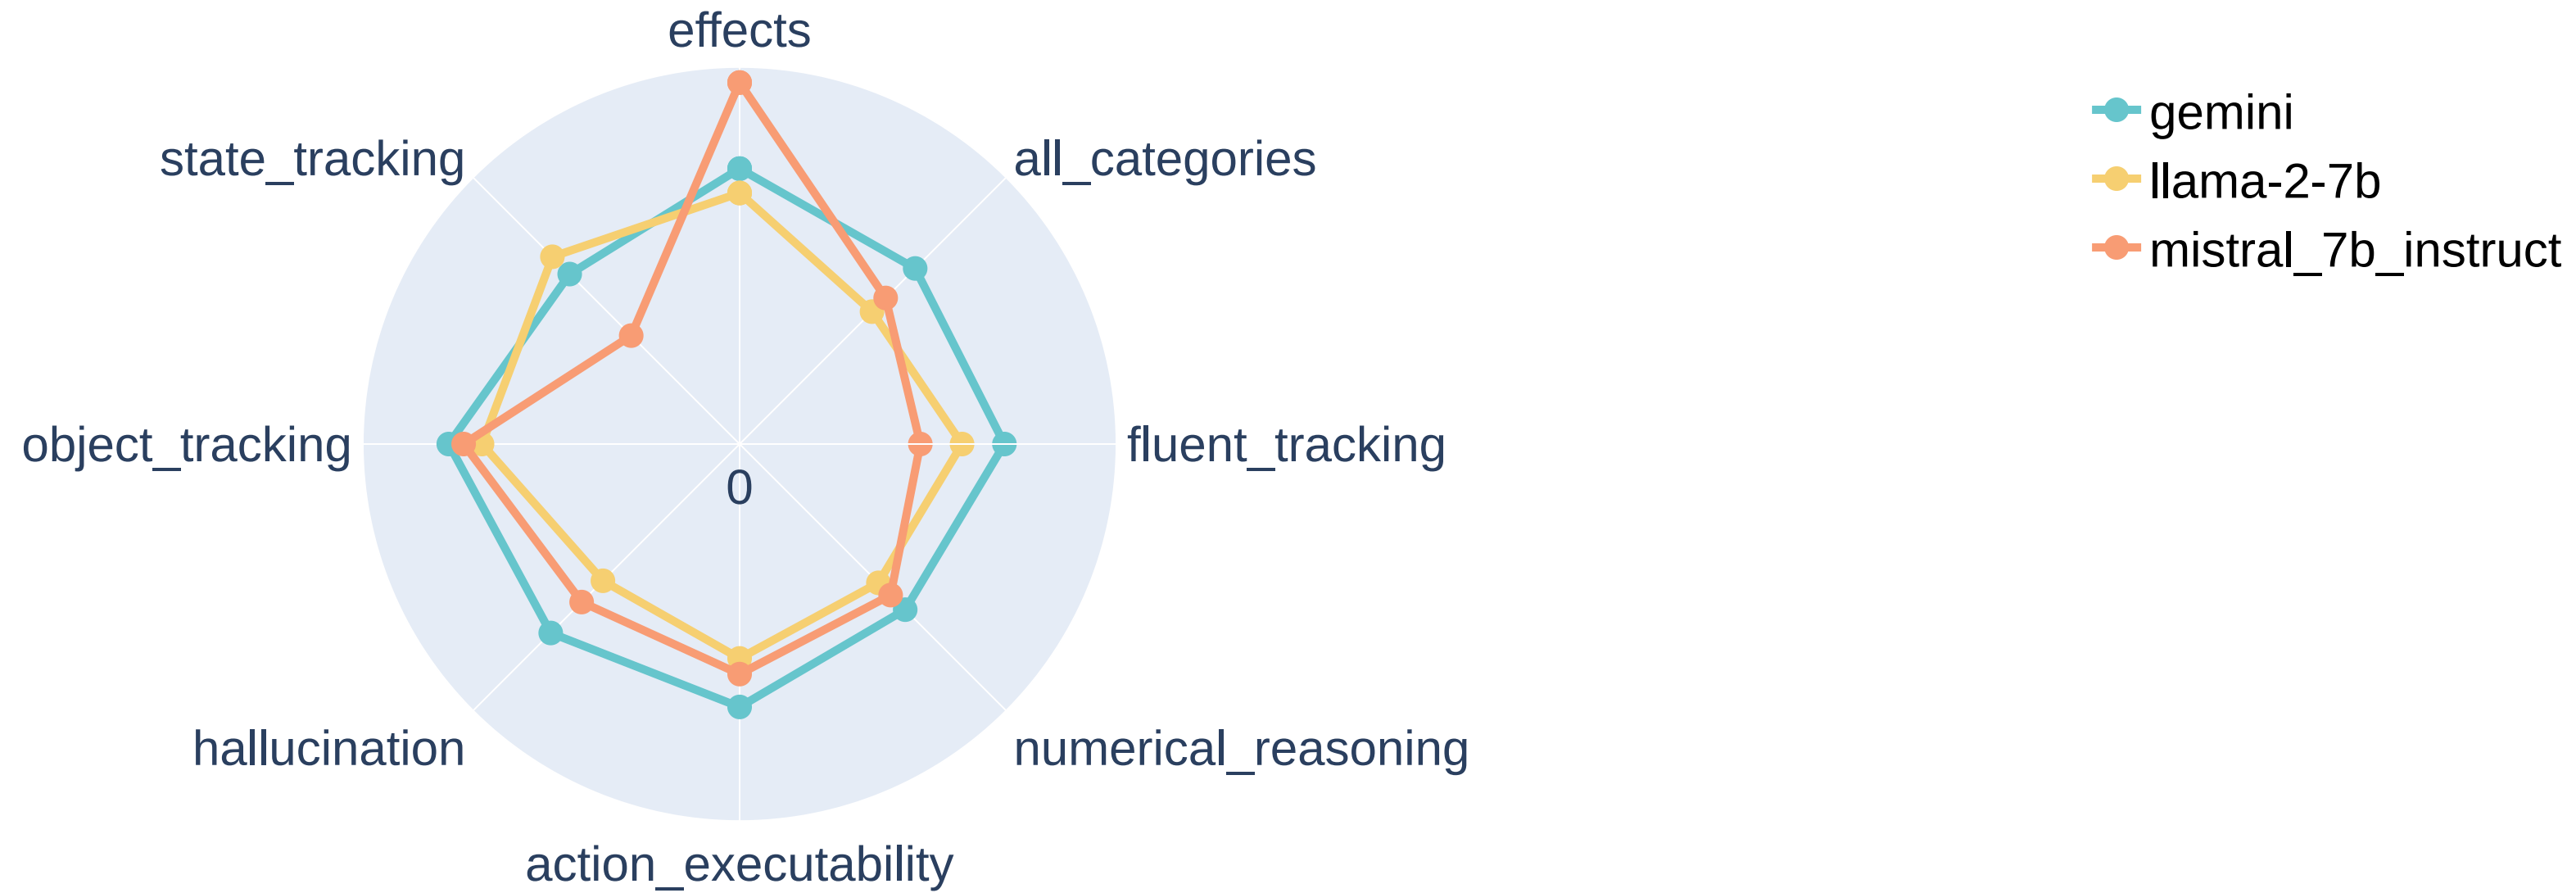 effects
state_tracking
all_categories
object_tracking
fluent_tracking
0
hallucination
numerical_reasoning
action_executability
gemini
llama-2-7b
mistral_7b_instruct